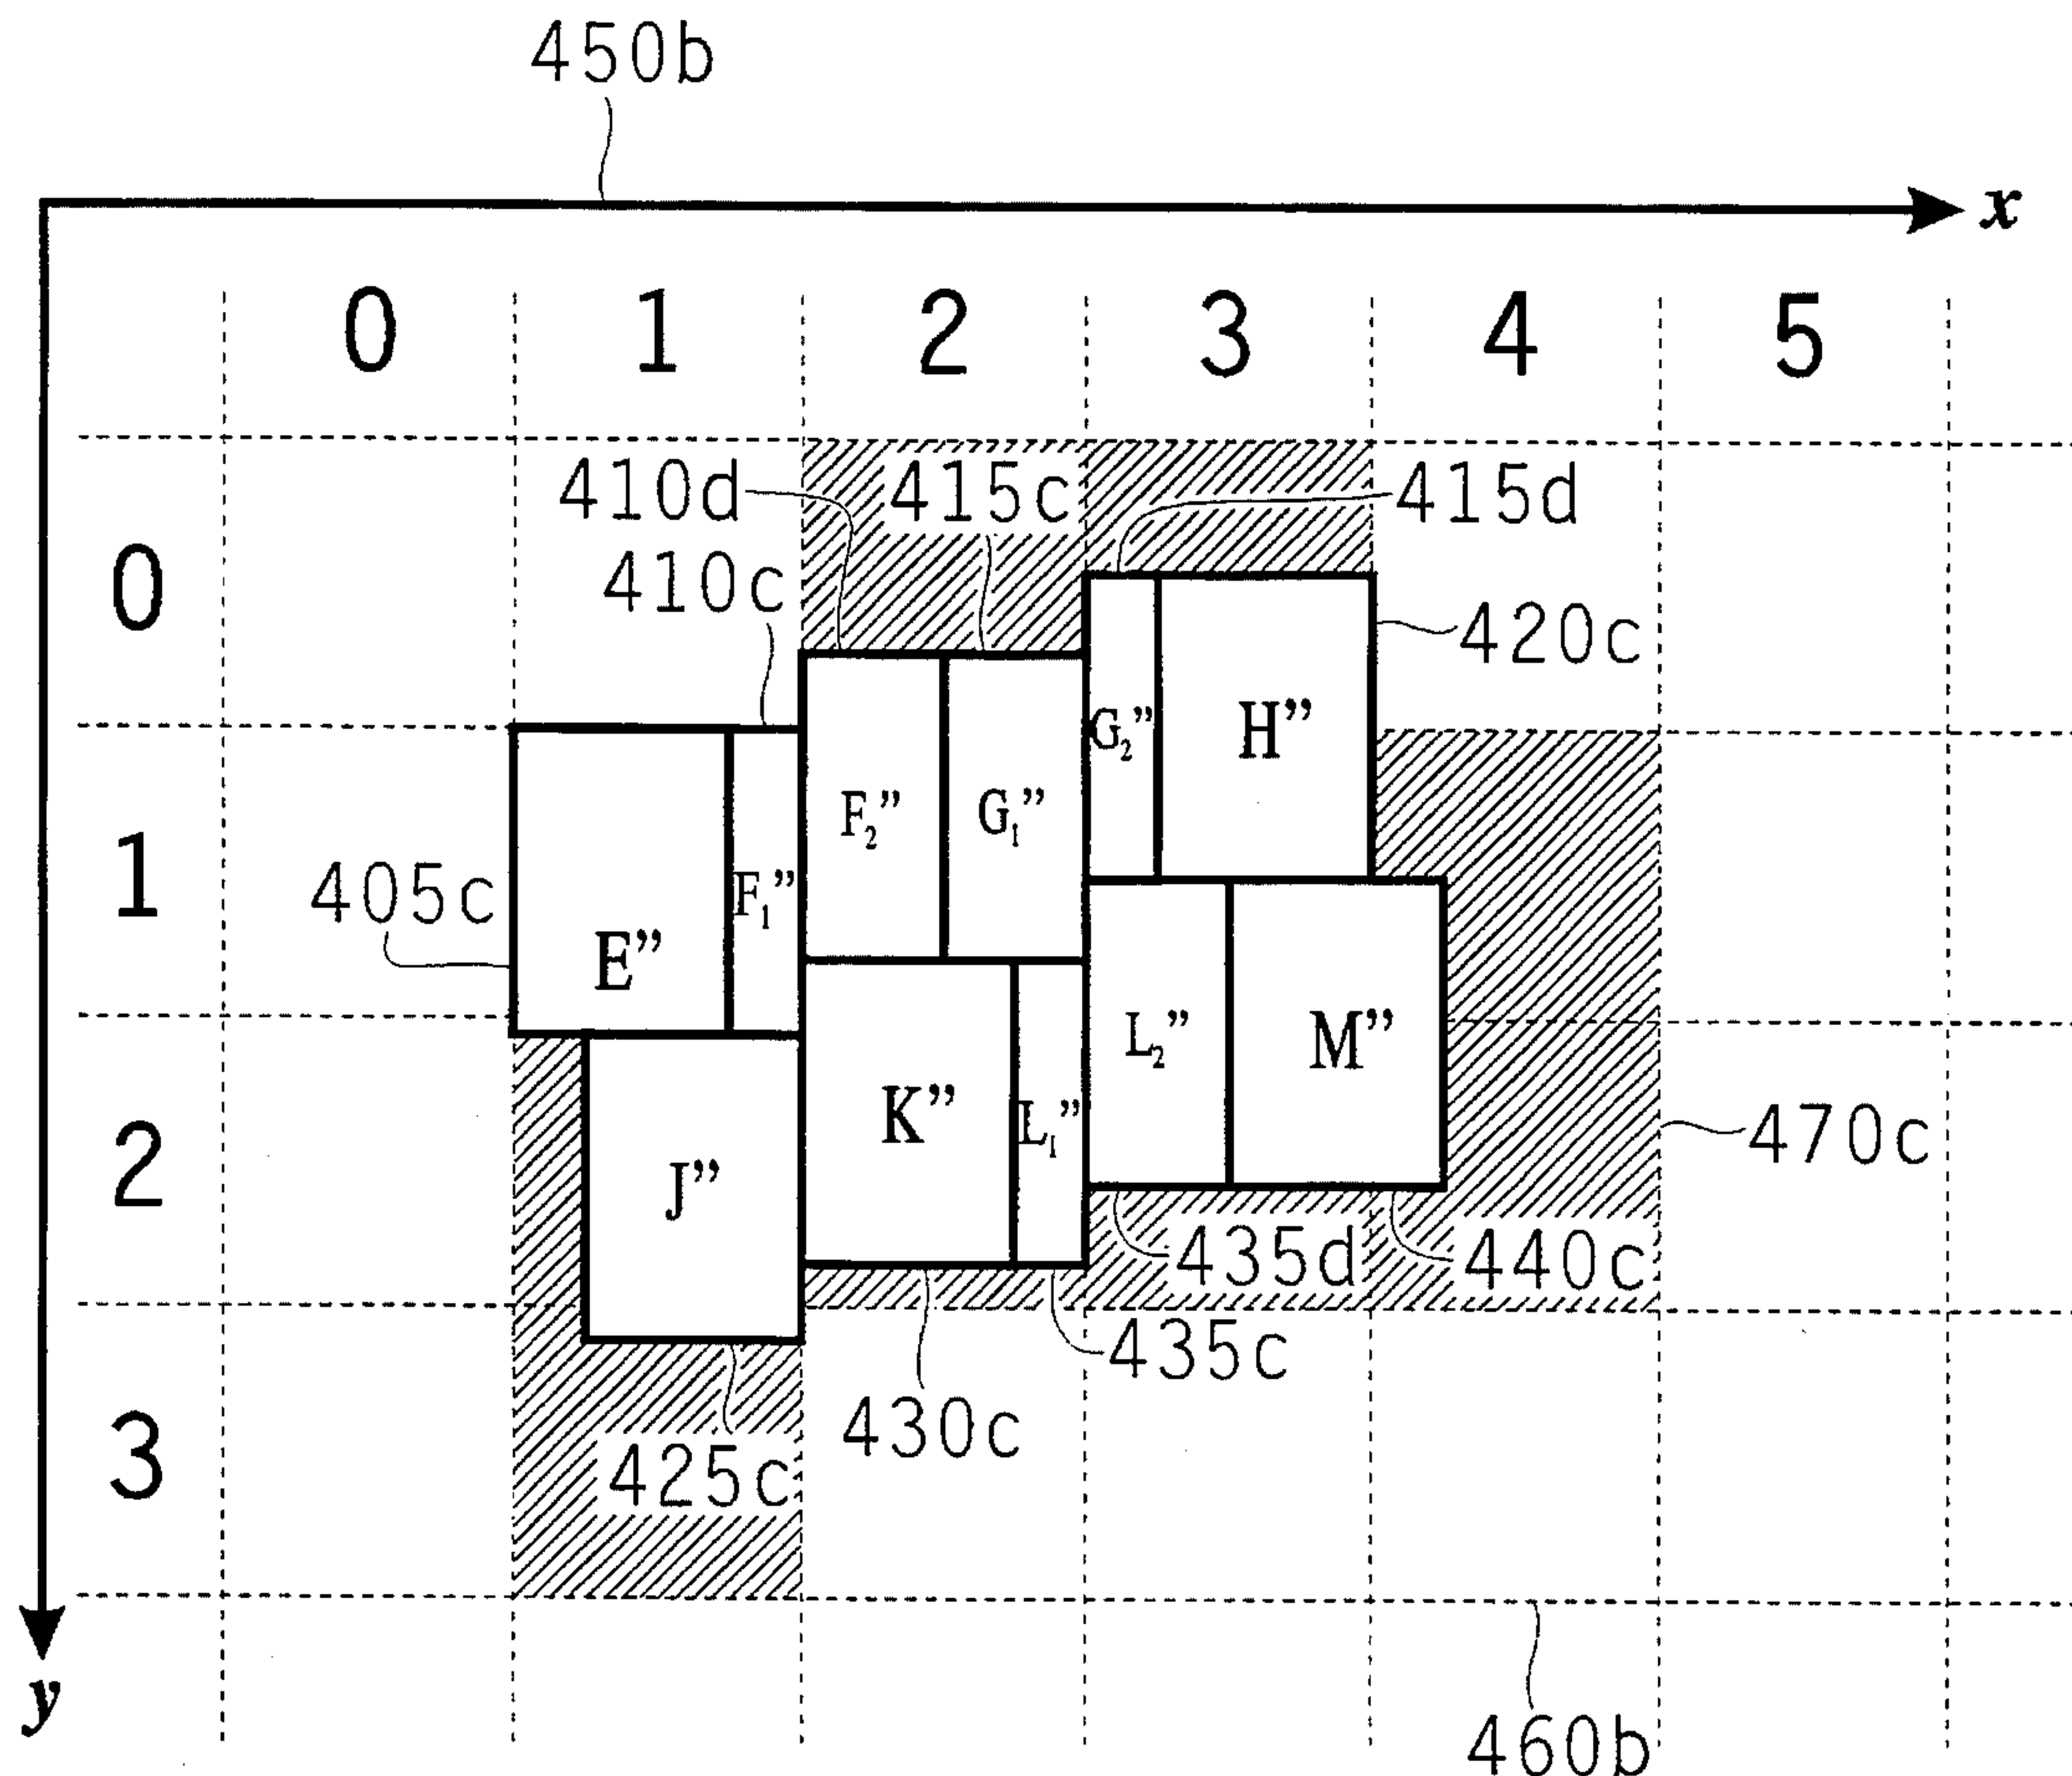 450b
x
0 1 2 3 4 5
410d 415c 415d
0 410c 420c
G₂” H”
F₂” G₁”
1 405c F₁”
E”
L₂” M”
K” L₁” 470c
2 J”
435d 440c
435c
430c
3 425c
y
460b